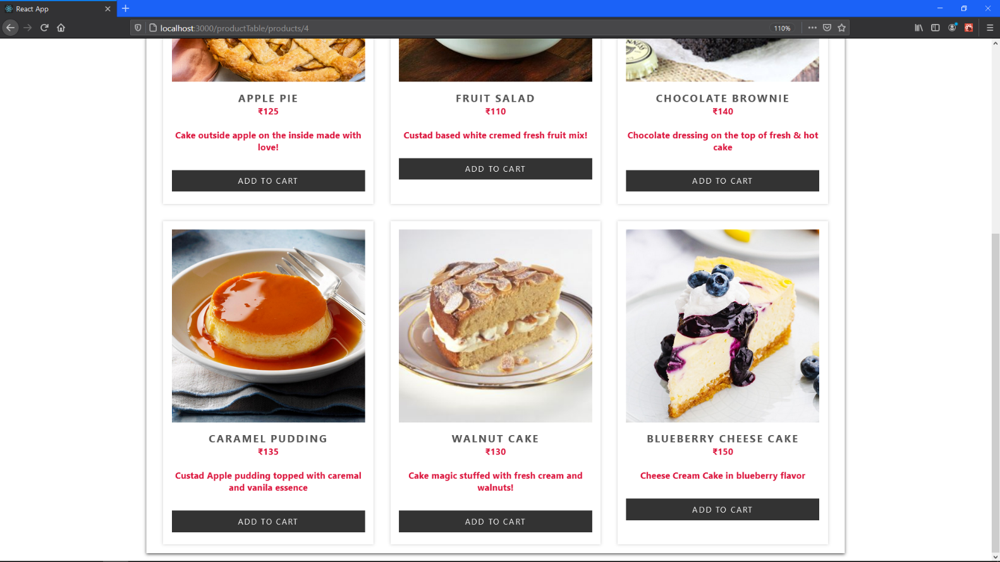 React App
localhost:3000/productTable/products/4
110%
APPLE PIE
₹125
Cake outside apple on the inside made with
love!
ADD TO CART
FRUIT SALAD
₹110
Custad based white cremed fresh fruit mix!
ADD TO CART
CHOCOLATE BROWNIE
₹140
Chocolate dressing on the top of fresh & hot
cake
ADD TO CART
CARAMEL PUDDING
₹135
Custad Apple pudding topped with caremal
and vanila essence
ADD TO CART
WALNUT CAKE
₹130
Cake magic stuffed with fresh cream and
walnuts!
ADD TO CART
BLUEBERRY CHEESE CAKE
₹150
Cheese Cream Cake in blueberry flavor
ADD TO CART